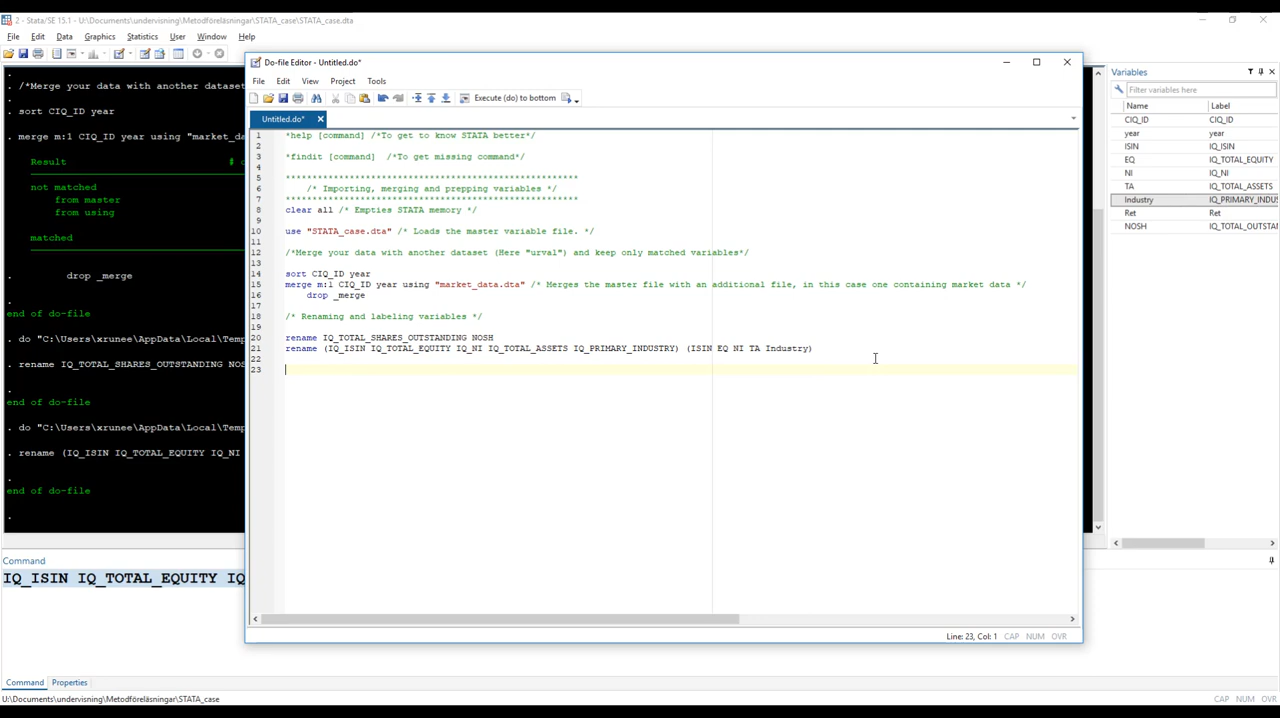 2 - Stata/SE 15.1 - U:\Documents\undervisning\Metodföreläsningar\STATA_case\STATA_case.dta
File Edit Data Graphics Statistics User Window Help
.
. /*Merge your data with another dataset
.
. sort CIQ_ID year
.
. merge m:1 CIQ_ID year using "market_da
Result #
not matched
from master
from using
matched
. drop _merge
.
end of do-file
. do "C:\Users\xrunee\AppData\Local\Temp
. rename IQ_TOTAL_SHARES_OUTSTANDING NOS
.
end of do-file
. do "C:\Users\xrunee\AppData\Local\Temp
. rename (IQ_ISIN IQ_TOTAL_EQUITY IQ_NI
.
end of do-file
.
Command
IQ_ISIN IQ_TOTAL_EQUITY IQ
Command Properties
U:\Documents\undervisning\Metodföreläsningar\STATA_case
CAP NUM OVR
Do-file Editor - Untitled.do*
File Edit View Project Tools
Execute (do) to bottom
Untitled.do*
1 *help [command] /*To get to know STATA better*/
2
3 *findit [command] /*To get missing command*/
4
5 *******************************************************
6 /* Importing, merging and prepping variables */
7 *******************************************************
8 clear all /* Empties STATA memory */
9
10 use "STATA_case.dta" /* Loads the master variable file. */
11
12 /*Merge your data with another dataset (Here "urval") and keep only matched variables*/
13
14 sort CIQ_ID year
15 merge m:1 CIQ_ID year using "market_data.dta" /* Merges the master file with an additional file, in this case one containing market data */
16 drop _merge
17
18 /* Renaming and labeling variables */
19
20 rename IQ_TOTAL_SHARES_OUTSTANDING NOSH
21 rename (IQ_ISIN IQ_TOTAL_EQUITY IQ_NI IQ_TOTAL_ASSETS IQ_PRIMARY_INDUSTRY) (ISIN EQ NI TA Industry)
22
23
Line: 23, Col: 1 CAP NUM OVR
Variables
Filter variables here
Name Label
CIQ_ID CIQ_ID
year year
ISIN IQ_ISIN
EQ IQ_TOTAL_EQUITY
NI IQ_NI
TA IQ_TOTAL_ASSETS
Industry IQ_PRIMARY_INDUS
Ret Ret
NOSH IQ_TOTAL_OUTSTA